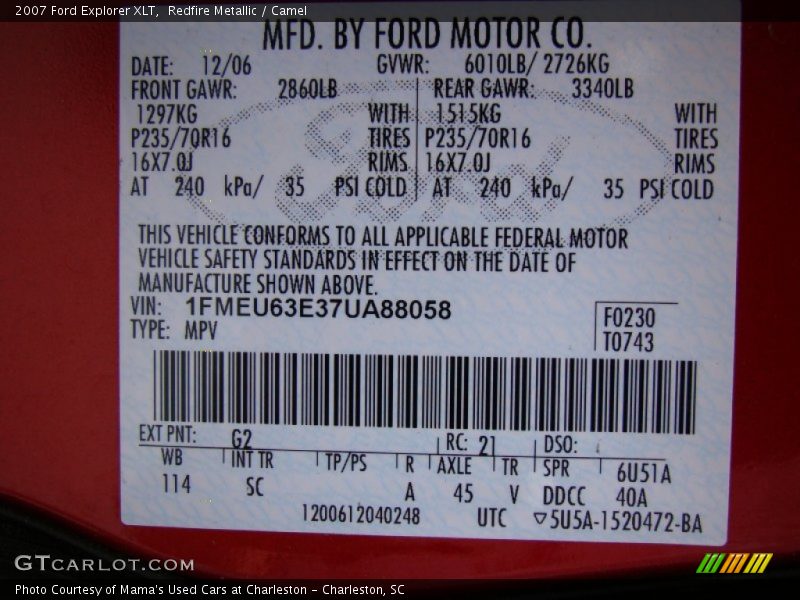 2007 Ford Explorer XLT,  Redfire Metallic / Camel
MFD. BY FORD MOTOR CO.
DATE: 12/06 GVWR: 6010LB/ 2726KG
FRONT GAWR: 2860LB REAR GAWR: 3340LB
1297KG WITH 1515KG WITH
P235/70R16 TIRES P235/70R16 TIRES
16X7.0J RIMS 16X7.0J RIMS
AT 240 kPa/ 35 PSI COLD AT 240 kPa/ 35 PSI COLD
Ford
THIS VEHICLE CONFORMS TO ALL APPLICABLE FEDERAL MOTOR
VEHICLE SAFETY STANDARDS IN EFFECT ON THE DATE OF
MANUFACTURE SHOWN ABOVE.
VIN: 1FMEU63E37UA88058
TYPE: MPV
F0230
T0743
EXT PNT: G2 RC: 21 DSO:
WB INT TR TP/PS R AXLE TR SPR 6U51A
114 SC A 45 V DDCC 40A
1200612040248 UTC ▽5U5A-1520472-BA
GTCARLOT.COM
Photo Courtesy of Mama's Used Cars at Charleston - Charleston, SC